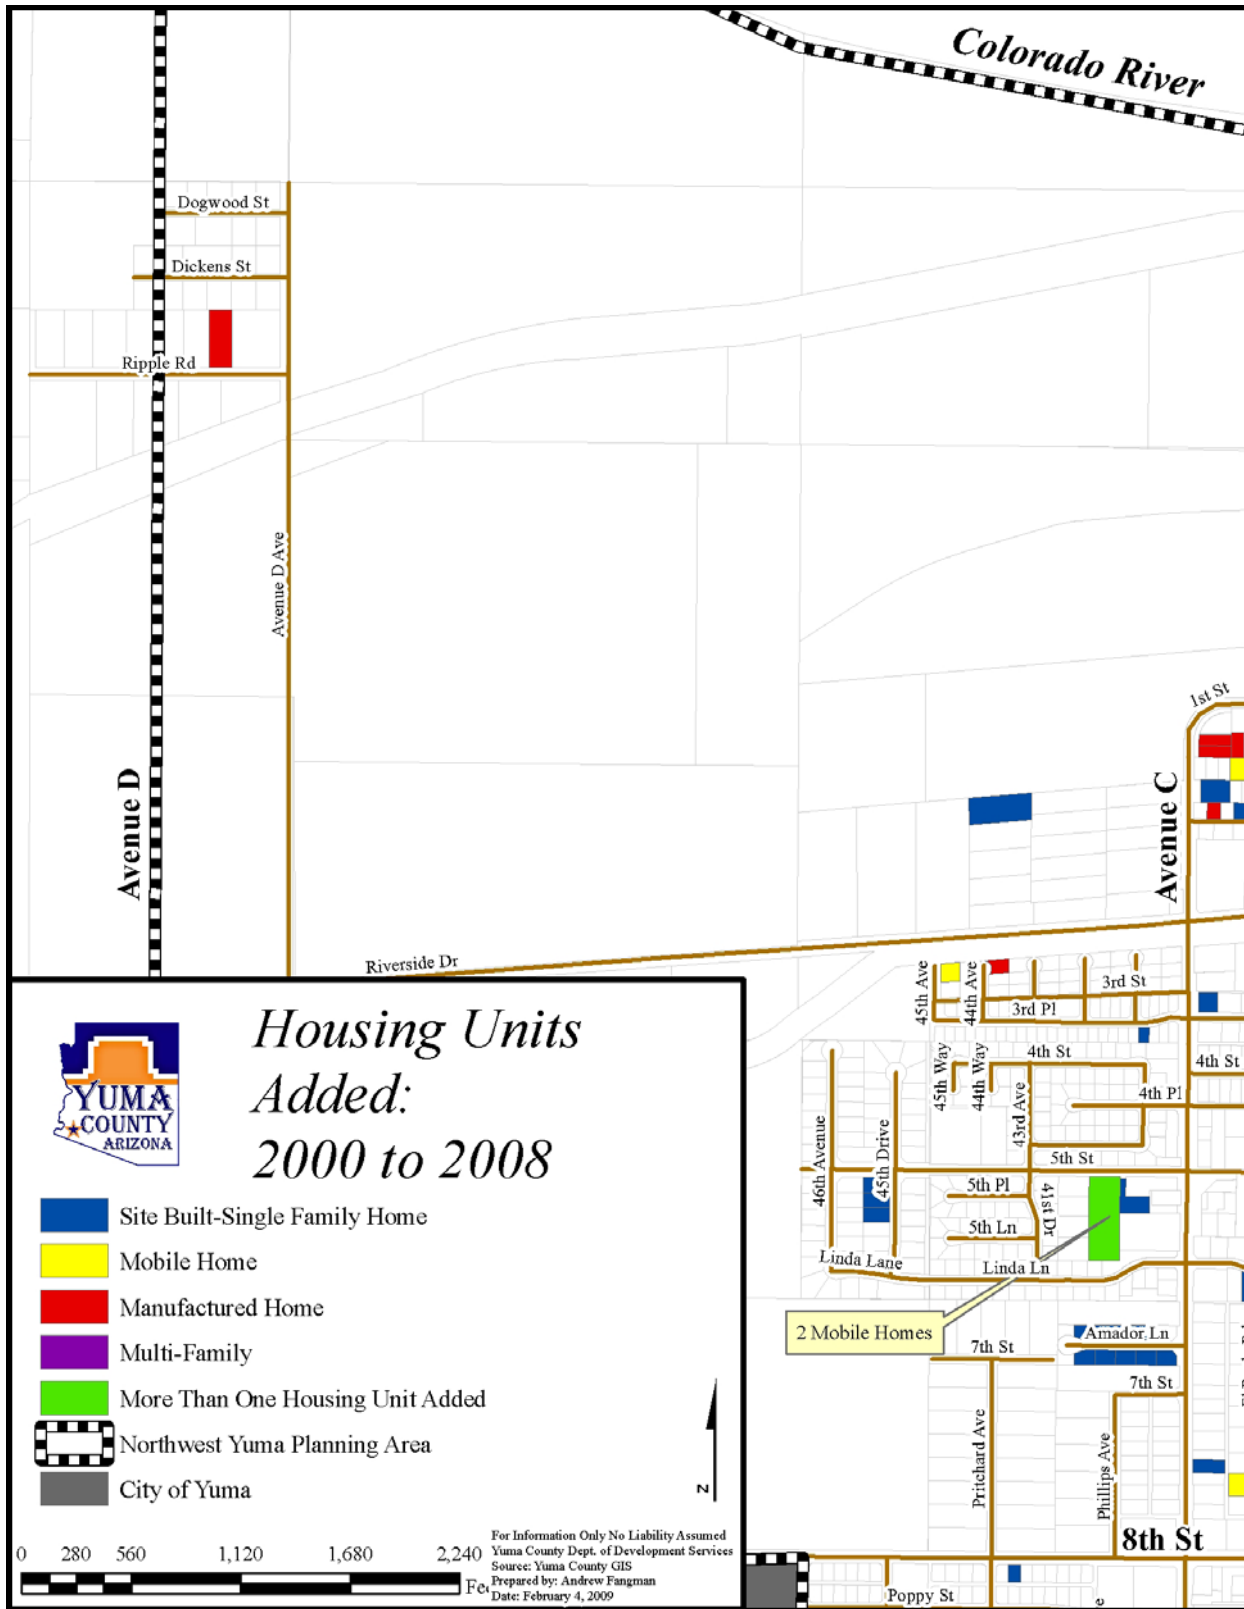 Colorado River
Dogwood St
Dickens St
Ripple Rd
Avenue D Ave
Avenue D
1st St
Avenue C
Riverside Dr
45th Ave
44th Ave
3rd St
3rd Pl
45th Way
44th Way
4th St
4th St
4th Pl
43rd Ave
46th Avenue
45th Drive
5th St
5th Pl
41st Dr
5th Ln
Linda Lane
Linda Ln
2 Mobile Homes
Amador Ln
7th St
7th St
Pritchard Ave
Phillips Ave
8th St
Poppy St
e
Housing Units
Added:
2000 to 2008
YUMA
COUNTY
ARIZONA
Site Built-Single Family Home
Mobile Home
Manufactured Home
Multi-Family
More Than One Housing Unit Added
Northwest Yuma Planning Area
City of Yuma
N
0 280 560 1,120 1,680 2,240
Fe
For Information Only No Liability Assumed
Yuma County Dept. of Development Services
Source: Yuma County GIS
Prepared by: Andrew Fangman
Date: February 4, 2009